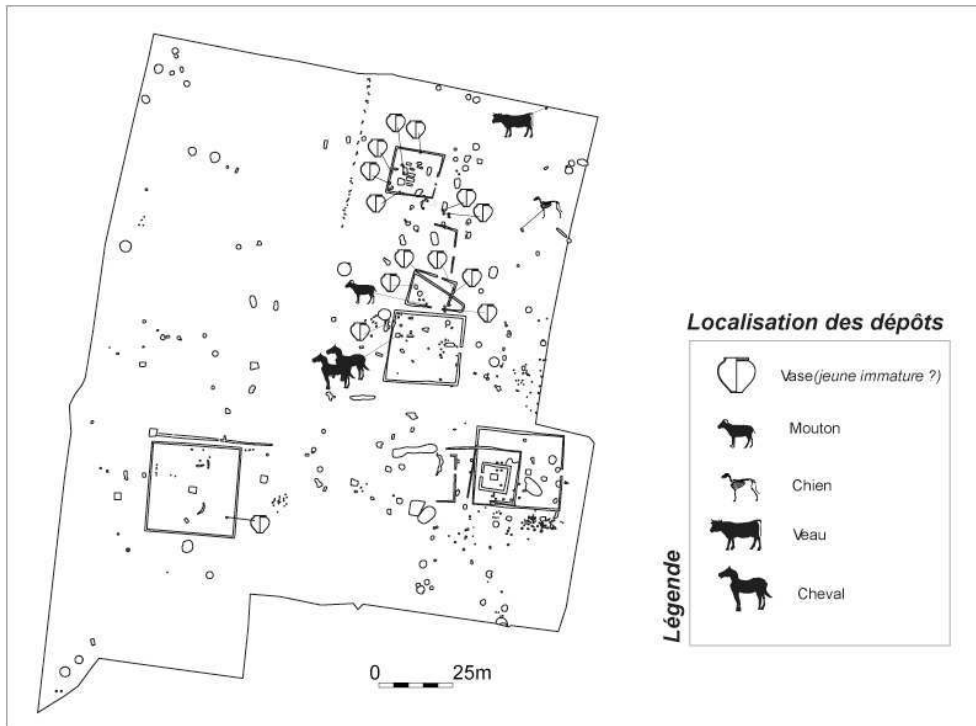 Localisation des dépôts
Vase (jeune immature ?)
Mouton
Chien
Veau
Cheval
Légende
0 25m